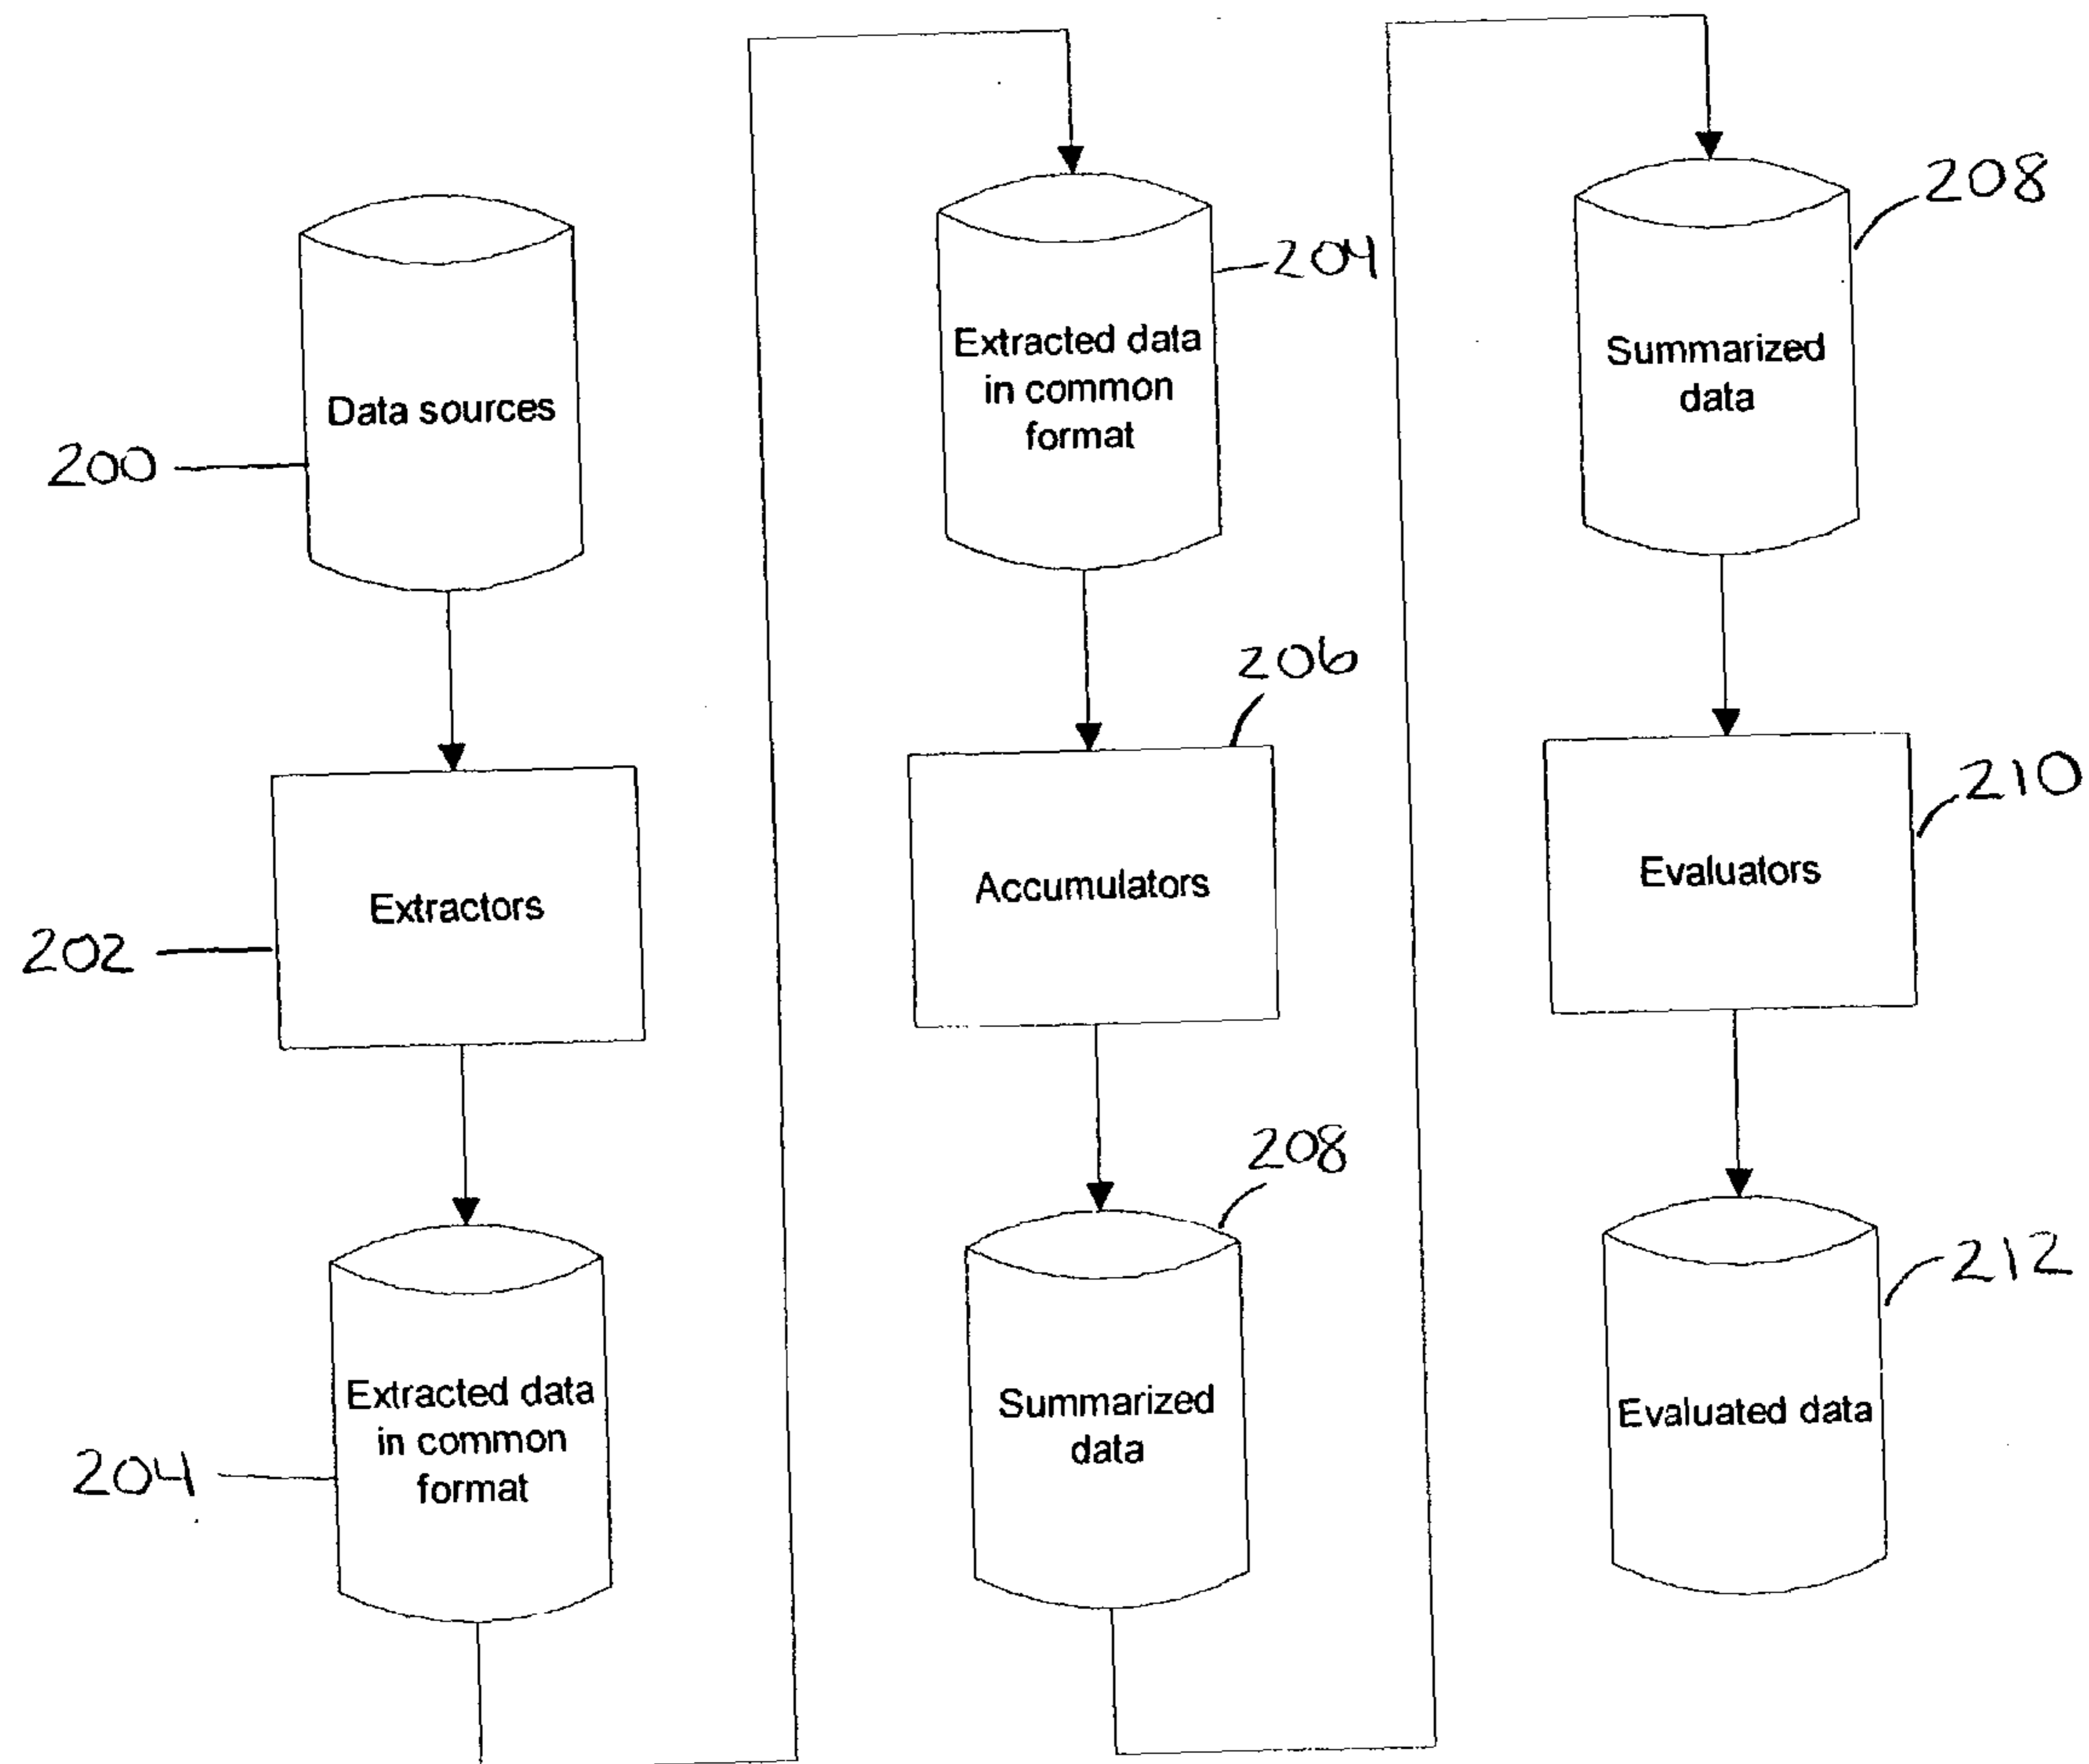 Data sources
200
Extractors
202
Extracted data
in common
format
204
Extracted data
in common
format
204
206
Accumulators
208
Summarized
data
208
Summarized
data
210
Evaluators
212
Evaluated data